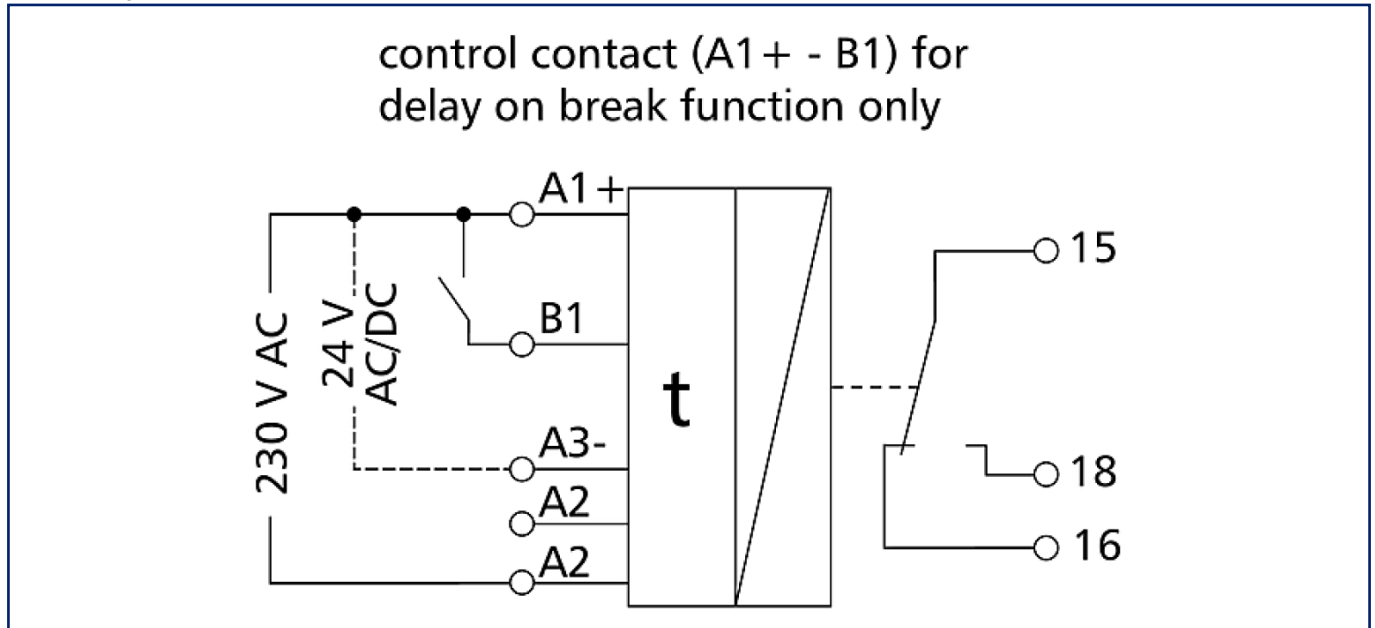 control contact (A1+ - B1) for
delay on break function only
A1+
B1
A3-
A2
A2
230 V AC
24 V
AC/DC
t
15
18
16